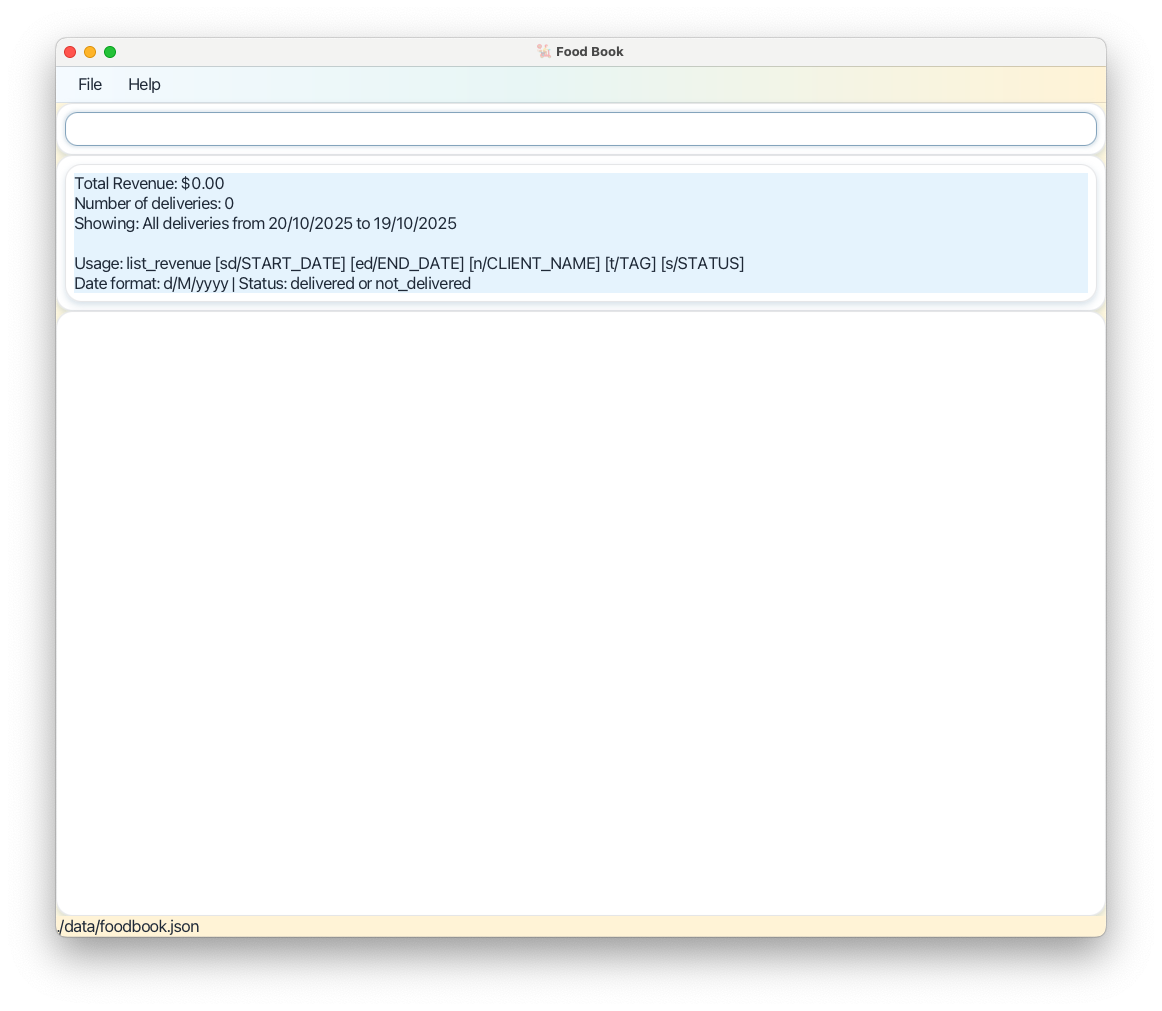 Food Book
File Help
Total Revenue: $0.00
Number of deliveries: 0
Showing: All deliveries from 20/10/2025 to 19/10/2025
Usage: list_revenue [sd/START_DATE] [ed/END_DATE] [n/CLIENT_NAME] [t/TAG] [s/STATUS]
Date format: d/M/yyyy | Status: delivered or not_delivered
./data/foodbook.json